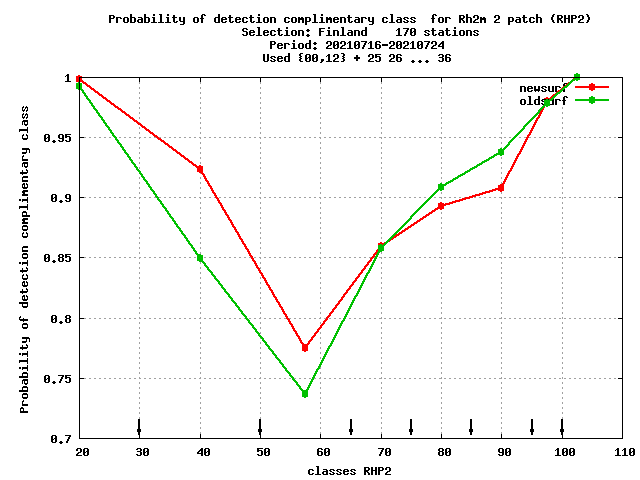 Probability of detection complimentary class  for Rh2m 2 patch (RHP2)
Selection: Finland    170 stations
Period: 20210716-20210724
Used {00,12} + 25 26 ... 36
newsurf
oldsurf
Probability of detection complimentary class
1
0.95
0.9
0.85
0.8
0.75
0.7
20 30 40 50 60 70 80 90 100 110
classes RHP2